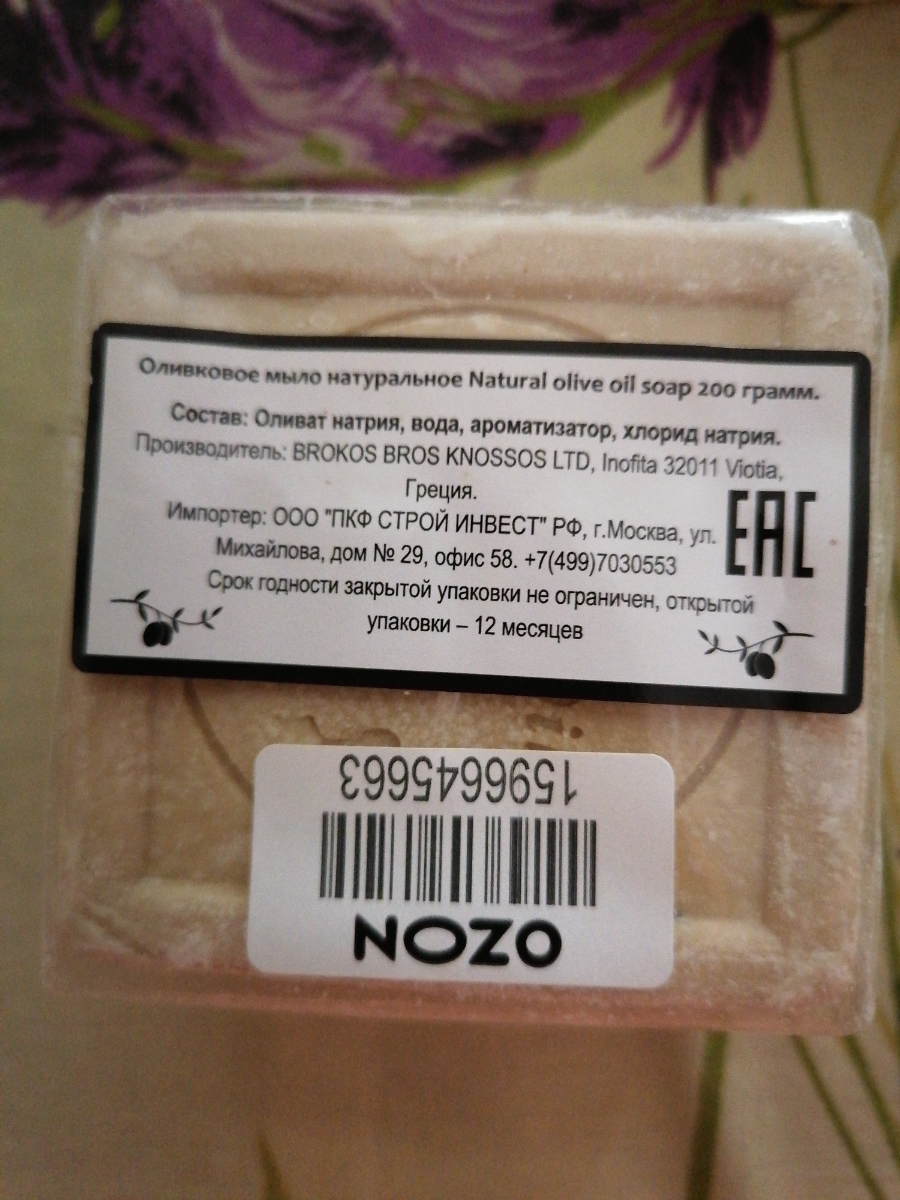 Оливковое мыло натуральное Natural olive oil soap 200 грамм.
Состав: Оливат натрия, вода, ароматизатор, хлорид натрия.
Производитель: BROKOS BROS KNOSSOS LTD, Inofita 32011 Viotia,
Греция.
Импортер: ООО "ПКФ СТРОЙ ИНВЕСТ" РФ, г.Москва, ул.
Михайлова, дом № 29, офис 58. +7(499)7030553
EAC
Срок годности закрытой упаковки не ограничен, открытой
упаковки – 12 месяцев
OZON
1596645663